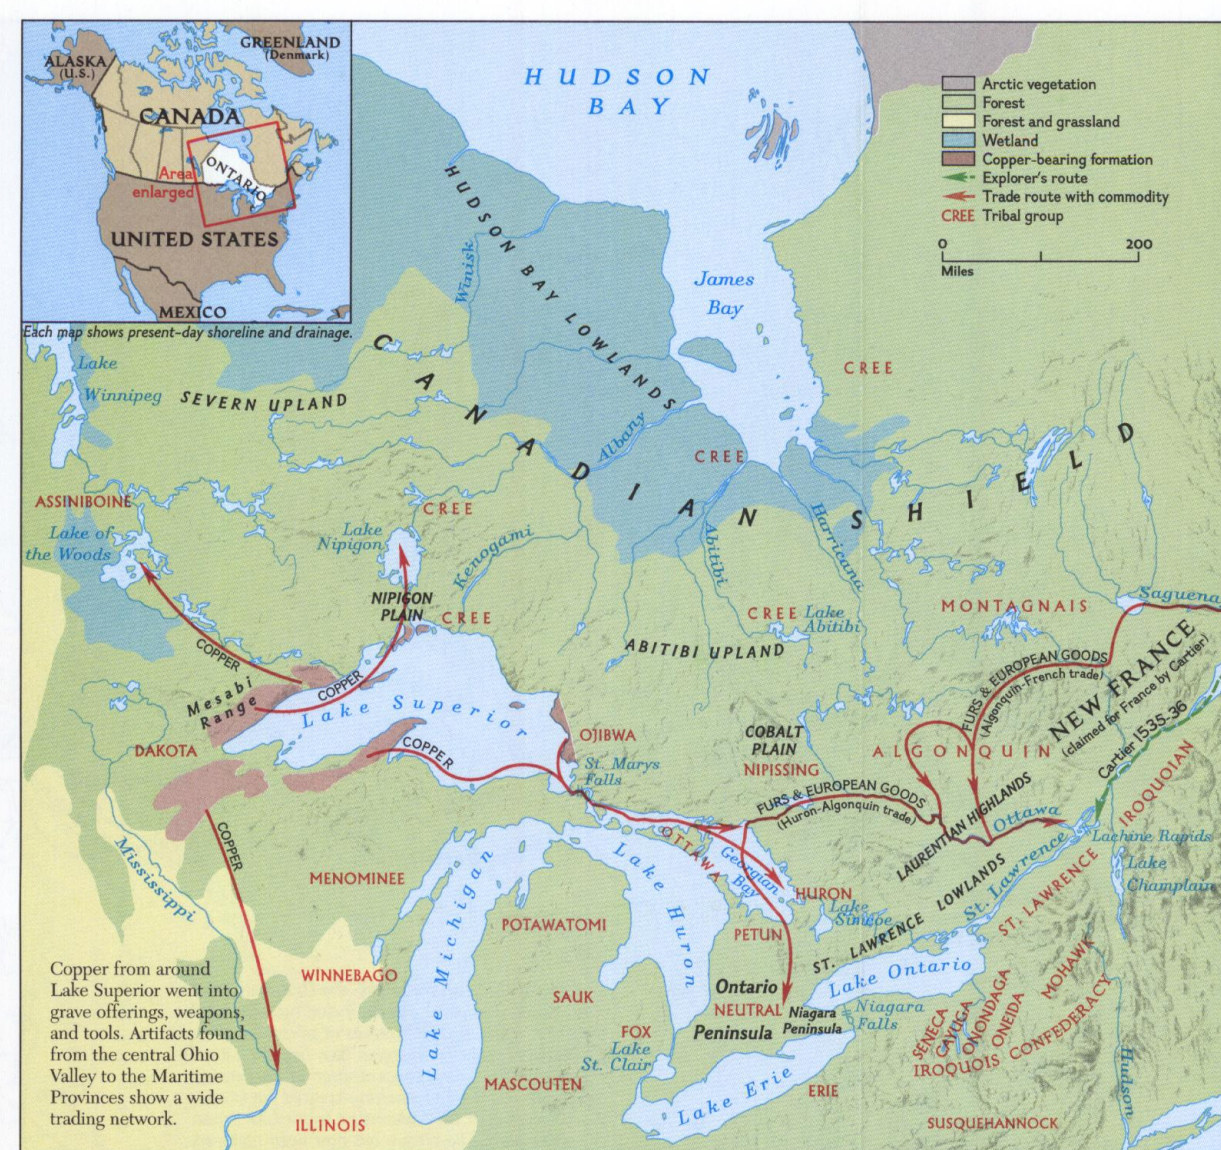 ALASKA
(U.S.)
GREENLAND
(Denmark)
CANADA
Area
enlarged
ONTARIO
UNITED STATES
MEXICO
Each map shows present-day shoreline and drainage.
HUDSON
BAY
Arctic vegetation
Forest
Forest and grassland
Wetland
Copper-bearing formation
Explorer's route
Trade route with commodity
CREE Tribal group
0 200
Miles
HUDSON BAY LOWLANDS
Winisk
James
Bay
Lake
Winnipeg
SEVERN UPLAND
CANADIAN SHIELD
CREE
Albany
CREE
ASSINIBOINE
Lake of
the Woods
Lake
Nipigon
CREE
Kenogami
Abitibi
Harricana
NIPIGON
PLAIN
CREE
CREE
Lake
Abitibi
MONTAGNAIS
Saguena
ABITIBI UPLAND
COPPER
COPPER
Mesabi
Range
Lake Superior
FURS & EUROPEAN GOODS
(Algonquin-French trade)
NEW FRANCE
(claimed for France by Cartier)
Cartier 1535-36
DAKOTA
COPPER
OJIBWA
St. Marys
Falls
COBALT
PLAIN
NIPISSING
ALGONQUIN
FURS & EUROPEAN GOODS
(Huron-Algonquin trade)
LAURENTIAN HIGHLANDS
Ottawa
IROQUOIAN
Lachine Rapids
COPPER
Mississippi
OTTAWA
Georgian
Bay
Lake
Champlain
MENOMINEE
Lake Michigan
Lake Huron
HURON
Lake
Simcoe
ST. LAWRENCE LOWLANDS
St. Lawrence
ST. LAWRENCE
POTAWATOMI
PETUN
WINNEBAGO
SAUK
Ontario
Peninsula
NEUTRAL
Niagara
Peninsula
Lake Ontario
Niagara
Falls
MOHAWK
SENECA
CAYUGA
ONONDAGA
ONEIDA
IROQUOIS CONFEDERACY
FOX
Lake
St. Clair
MASCOUTEN
Lake Erie
ERIE
Hudson
ILLINOIS
SUSQUEHANNOCK
Copper from around
Lake Superior went into
grave offerings, weapons,
and tools. Artifacts found
from the central Ohio
Valley to the Maritime
Provinces show a wide
trading network.